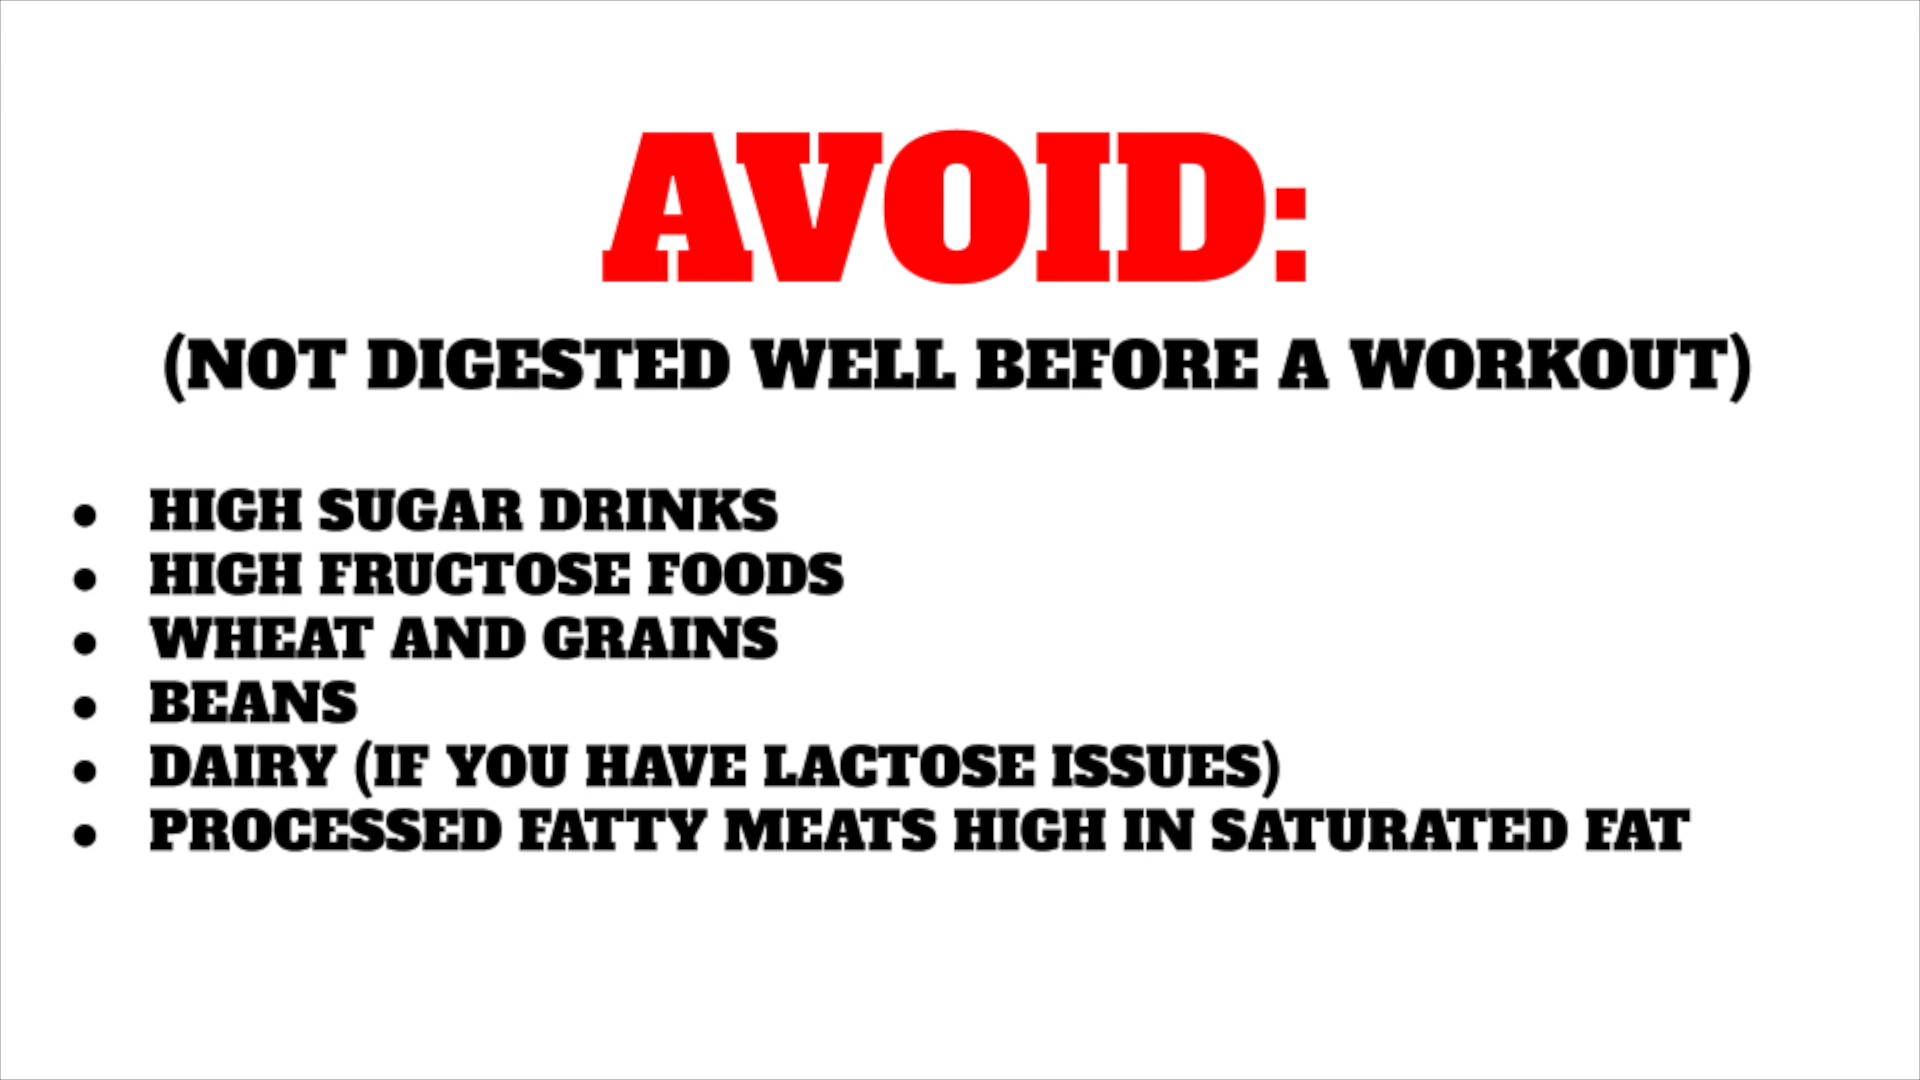 AVOID:
(NOT DIGESTED WELL BEFORE A WORKOUT)
● HIGH SUGAR DRINKS
● HIGH FRUCTOSE FOODS
● WHEAT AND GRAINS
● BEANS
● DAIRY (IF YOU HAVE LACTOSE ISSUES)
● PROCESSED FATTY MEATS HIGH IN SATURATED FAT